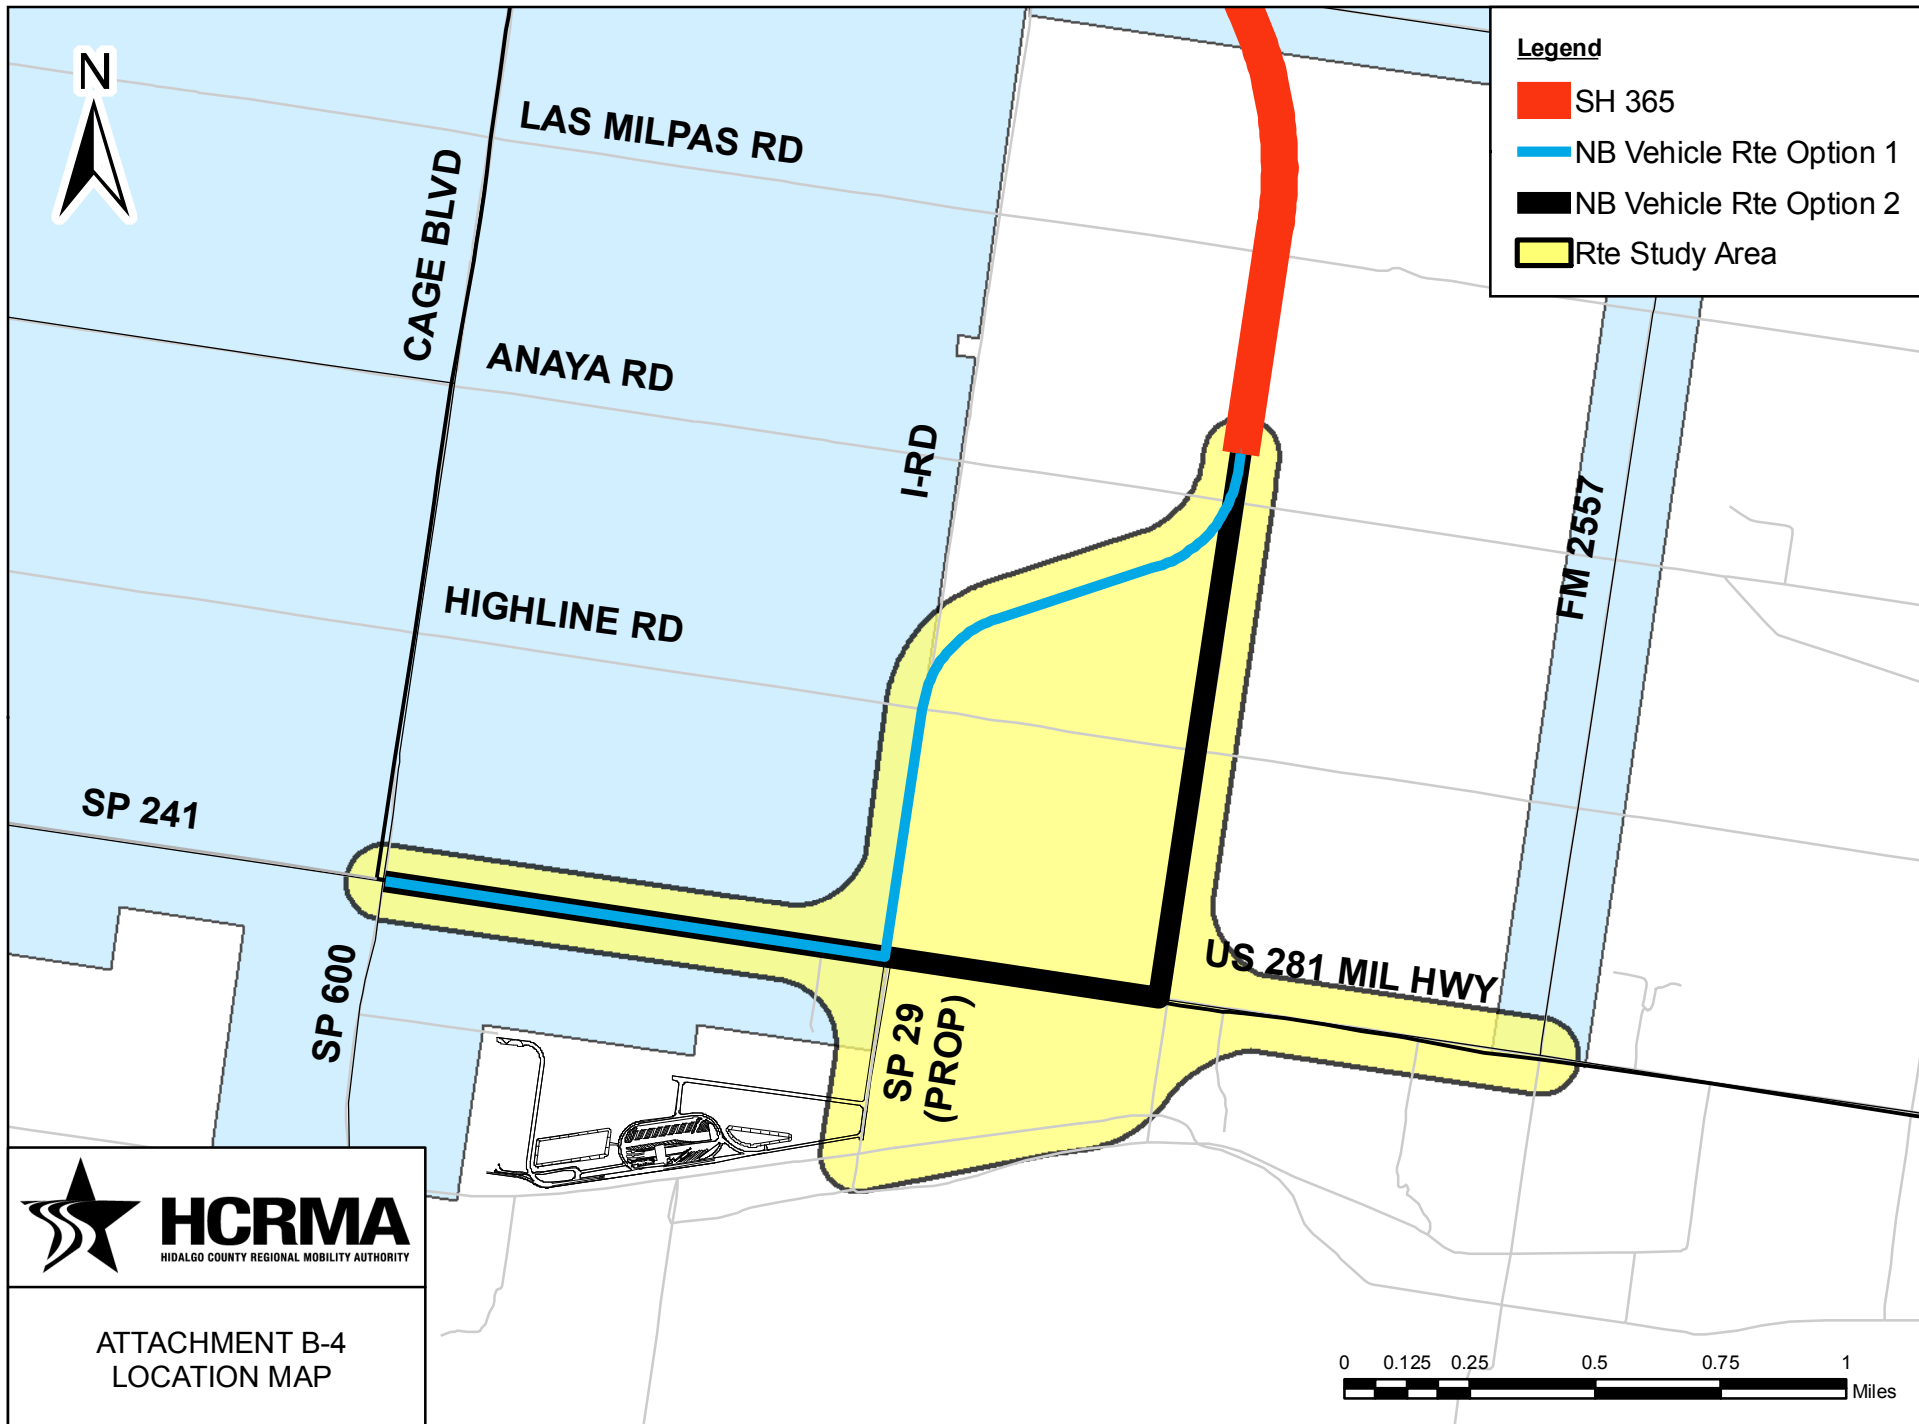 N
LAS MILPAS RD
CAGE BLVD
ANAYA RD
I-RD
HIGHLINE RD
SP 241
SP 600
SP 29
(PROP)
US 281 MIL HWY
FM 2557
Legend
SH 365
NB Vehicle Rte Option 1
NB Vehicle Rte Option 2
Rte Study Area
HCRMA
HIDALGO COUNTY REGIONAL MOBILITY AUTHORITY
ATTACHMENT B-4
LOCATION MAP
0 0.125 0.25 0.5 0.75 1
Miles